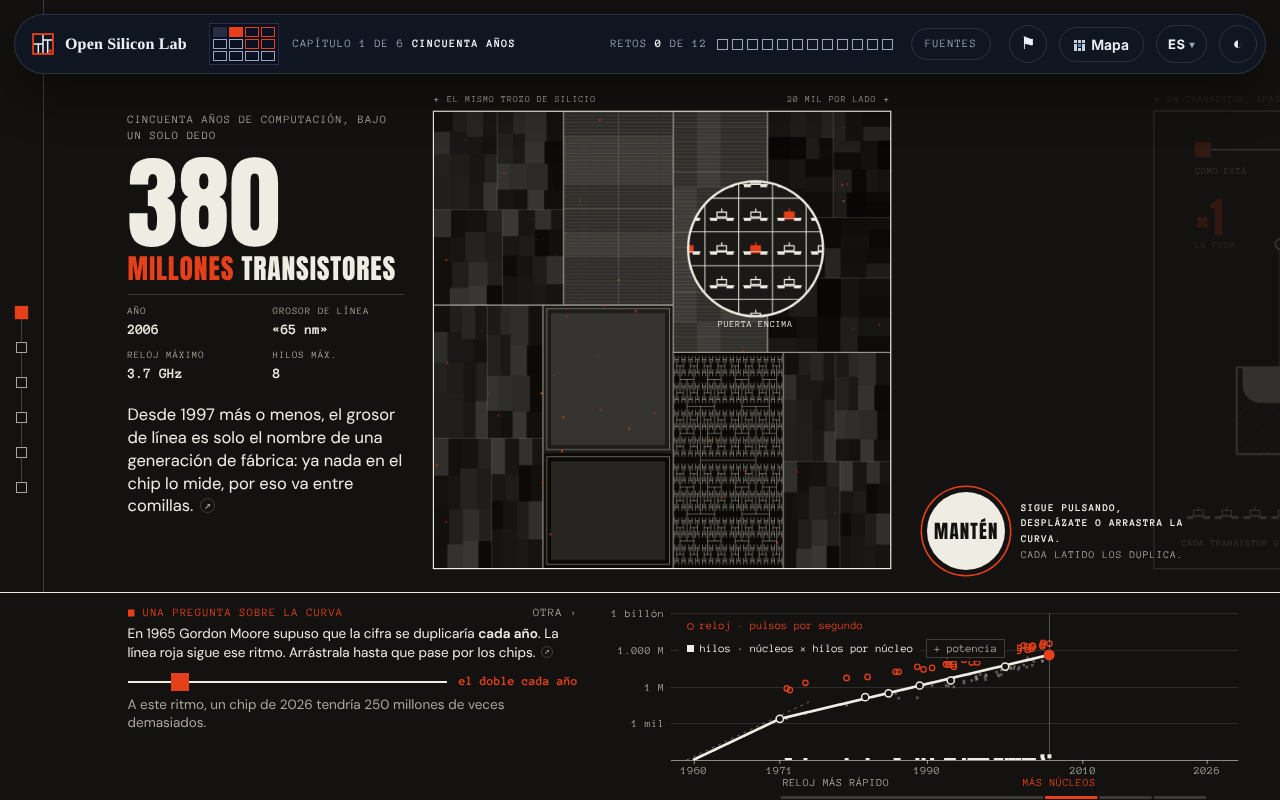 Open Silicon Lab
CAPÍTULO 1 DE 6 CINCUENTA AÑOS
RETOS 0 DE 12
FUENTES
Mapa
ES
+ EL MISMO TROZO DE SILICIO
20 MIL POR LADO +
CINCUENTA AÑOS DE COMPUTACIÓN, BAJO
UN SOLO DEDO
380
MILLONES TRANSISTORES
AÑO
GROSOR DE LÍNEA
2006
«65 nm»
RELOJ MÁXIMO
HILOS MÁX.
3.7 GHz
8
Desde 1997 más o menos, el grosor
de línea es solo el nombre de una
generación de fábrica: ya nada en el
chip lo mide, por eso va entre
comillas.
PUERTA ENCIMA
+ UN TRANSISTOR,
COMO ESTÁ
×1
LA FUGA
MANTÉN
SIGUE PULSANDO,
DESPLÁZATE O ARRASTRA LA
CURVA.
CADA LATIDO LOS DUPLICA.
CADA TRANSISTOR
UNA PREGUNTA SOBRE LA CURVA
OTRA ›
En 1965 Gordon Moore supuso que la cifra se duplicaría cada año. La
línea roja sigue ese ritmo. Arrástrala hasta que pase por los chips.
el doble cada año
A este ritmo, un chip de 2026 tendría 250 millones de veces
demasiados.
1 billón
1.000 M
1 M
1 mil
reloj · pulsos por segundo
hilos · núcleos × hilos por núcleo
+ potencia
1960
1971
1990
2010
2026
RELOJ MÁS RÁPIDO
MÁS NÚCLEOS